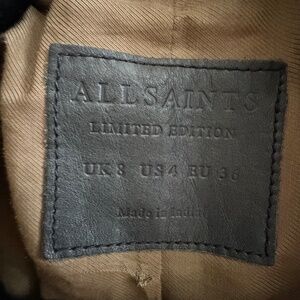 ALLSAINTS
LIMITED EDITION
UK 8 US 4 EU 36
Made in India